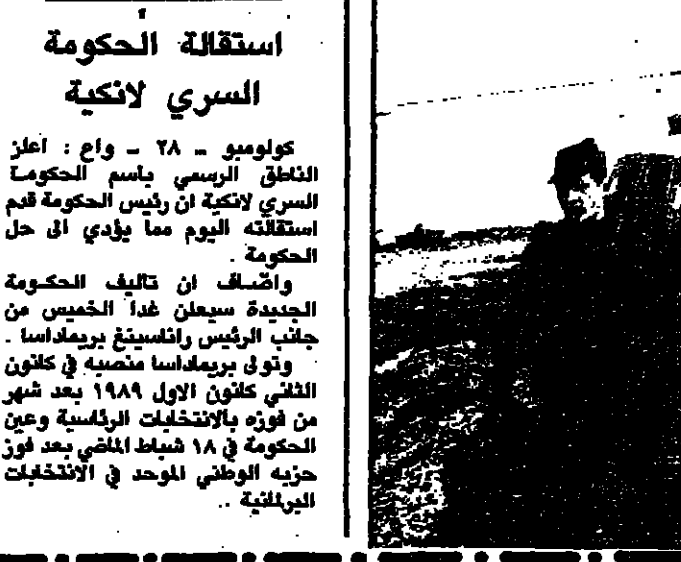 استقالة الحكومة
السري لانكية
كولومبو - ٢٨ - واع : اعلن
الناطق الرسمي باسم الحكومة
السري لانكية ان رئيس الحكومة قدم
استقالته اليوم مما يؤدي الى حل
الحكومة .
واضاف ان تاليف الحكومة
الجديدة سيعلن غدا الخميس من
جانب الرئيس راناسينغ بريماداسا .
وتولى بريماداسا منصبه في كانون
الثاني كانون الاول ١٩٨٩ بعد شهر
من فوزه بالانتخابات الرئاسية وعين
الحكومة في ١٨ شباط الماضي بعد فوز
حزبه الوطني الموحد في الانتخابات
البرلمانية ..